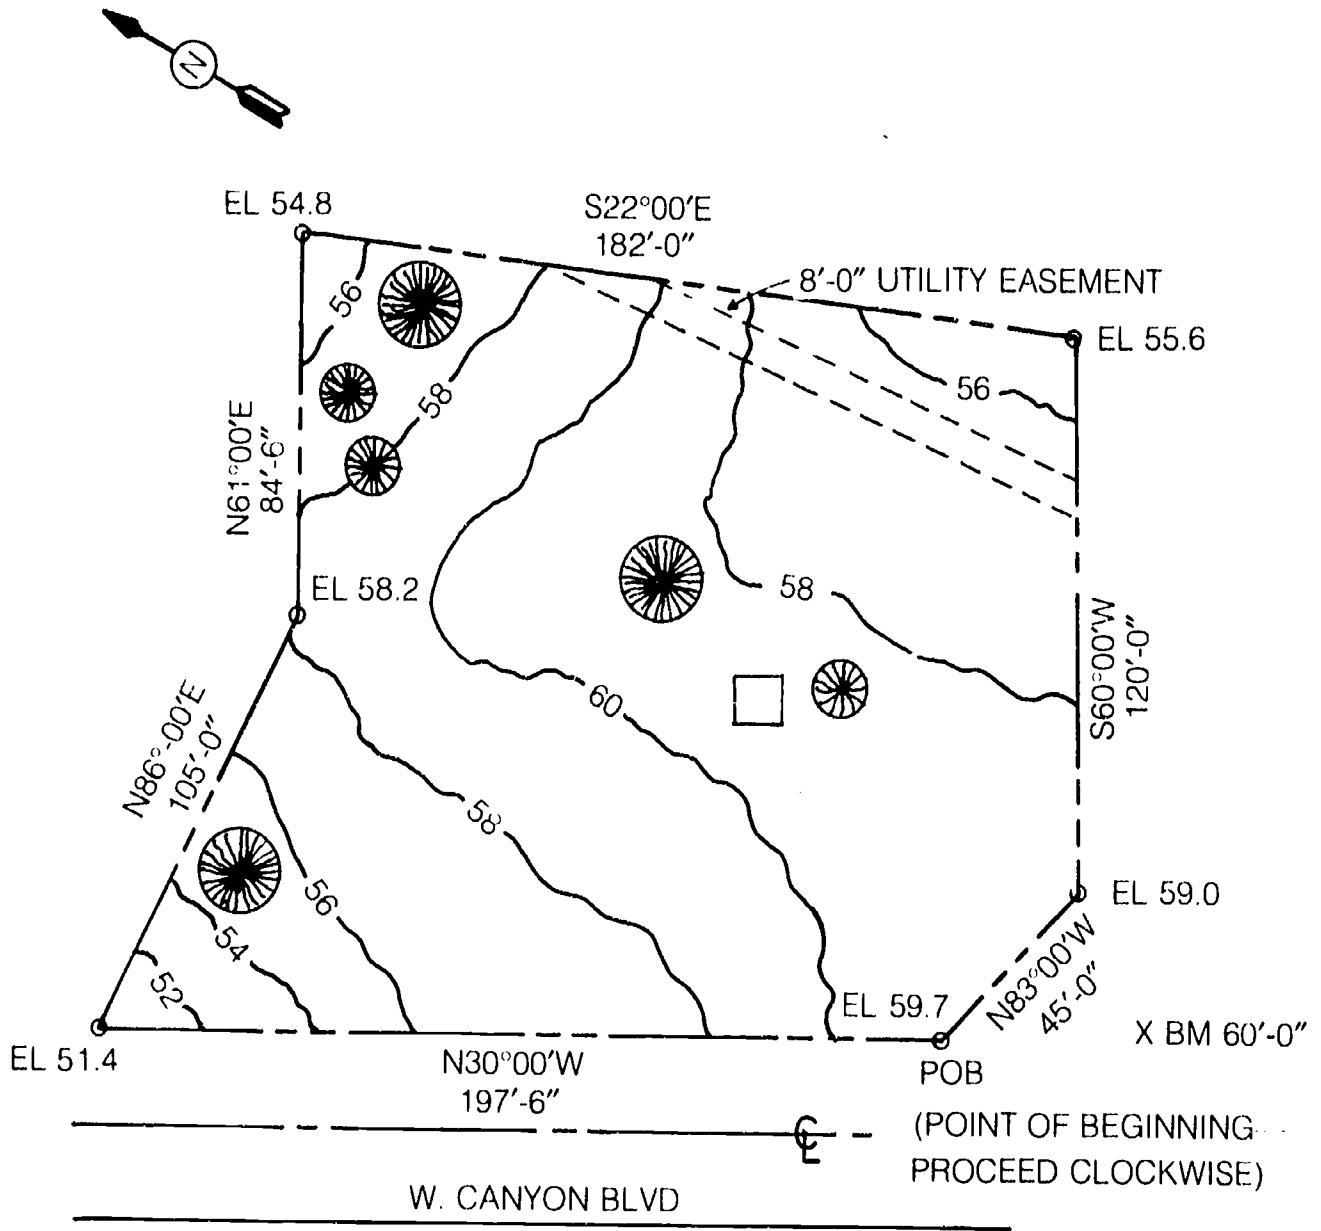 N
EL 54.8
S22°00'E
182'-0"
8'-0" UTILITY EASEMENT
EL 55.6
56
56
58
N61°00'E
84'-6"
EL 58.2
58
S60°00'W
120'-0"
60
N86°-00'E
105'-0"
58
56
54
52
EL 59.0
N83°00'W
45'-0"
EL 59.7
X BM 60'-0"
EL 51.4
N30°00'W
197'-6"
POB
(POINT OF BEGINNING
PROCEED CLOCKWISE)
CL
W. CANYON BLVD